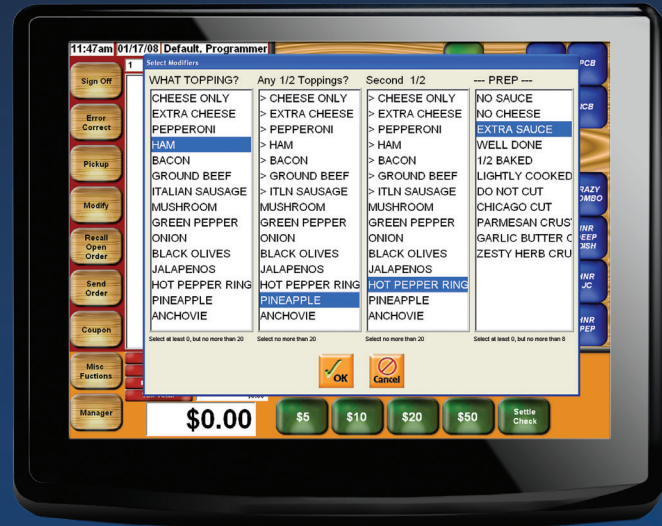 11:47am 01/17/08 Default, Programmer
1
Select Modifiers
WHAT TOPPING?
CHEESE ONLY
EXTRA CHEESE
PEPPERONI
HAM
BACON
GROUND BEEF
ITALIAN SAUSAGE
MUSHROOM
GREEN PEPPER
ONION
BLACK OLIVES
JALAPENOS
HOT PEPPER RING
PINEAPPLE
ANCHOVIE
Select at least 0, but no more than 20
Any 1/2 Toppings?
> CHEESE ONLY
> EXTRA CHEESE
> PEPPERONI
> HAM
> BACON
> GROUND BEEF
> ITLN SAUSAGE
MUSHROOM
GREEN PEPPER
ONION
BLACK OLIVES
JALAPENOS
HOT PEPPER RING
PINEAPPLE
ANCHOVIE
Select no more than 20
Second 1/2
> CHEESE ONLY
> EXTRA CHEESE
> PEPPERONI
> HAM
> BACON
> GROUND BEEF
> ITLN SAUSAGE
MUSHROOM
GREEN PEPPER
ONION
BLACK OLIVES
JALAPENOS
HOT PEPPER RING
PINEAPPLE
ANCHOVIE
Select no more than 20
--- PREP ---
NO SAUCE
NO CHEESE
EXTRA SAUCE
WELL DONE
1/2 BAKED
LIGHTLY COOKED
DO NOT CUT
CHICAGO CUT
PARMESAN CRUS
GARLIC BUTTER C
ZESTY HERB CRU
Select at least 0, but no more than 8
OK
Cancel
Sign Off
Error
Correct
Pickup
Modify
Recall
Open
Order
Send
Order
Coupon
Misc
Fuctions
Manager
PCB
ICB
RAZY
OMBO
INR
EEP
DISH
HNR
JC
HNR
PEP
$0.00
$5
$10
$20
$50
Settle
Check